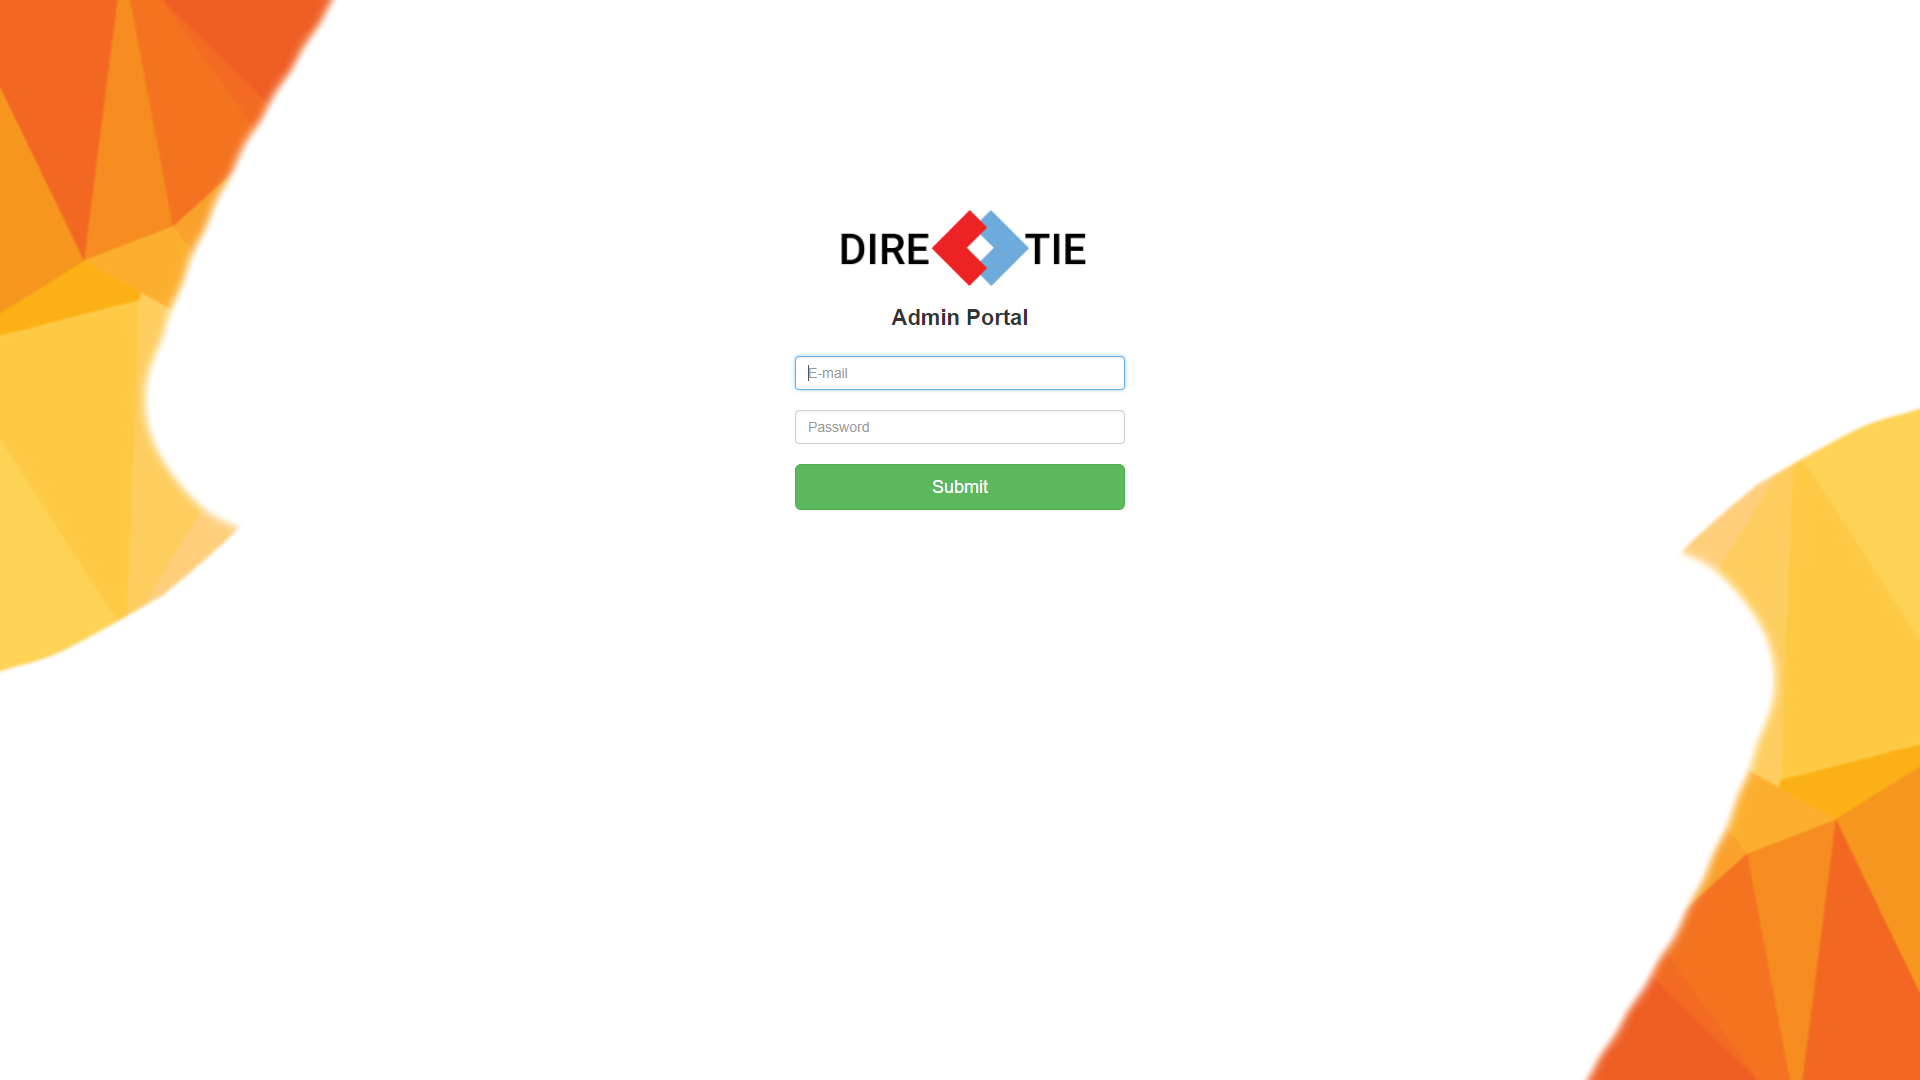 DIRE TIE
Admin Portal
E-mail
Password
Submit